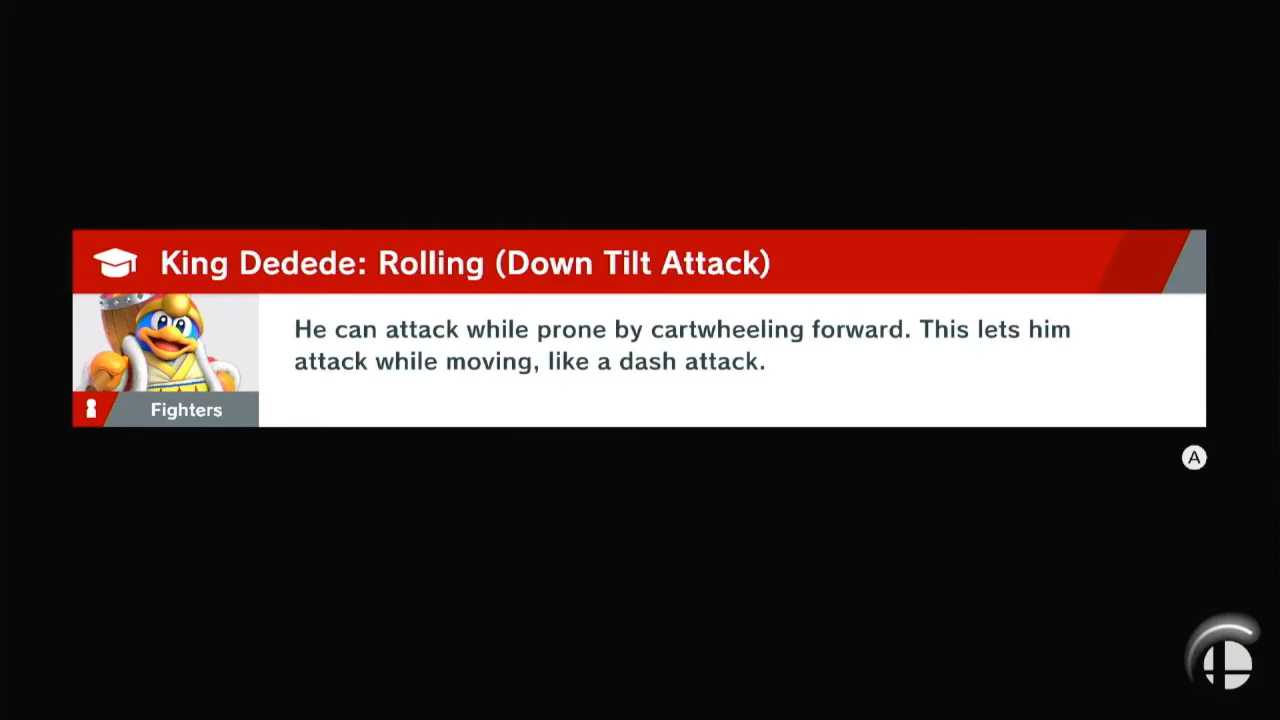 King Dedede: Rolling (Down Tilt Attack)
He can attack while prone by cartwheeling forward. This lets him
attack while moving, like a dash attack.
Fighters
A